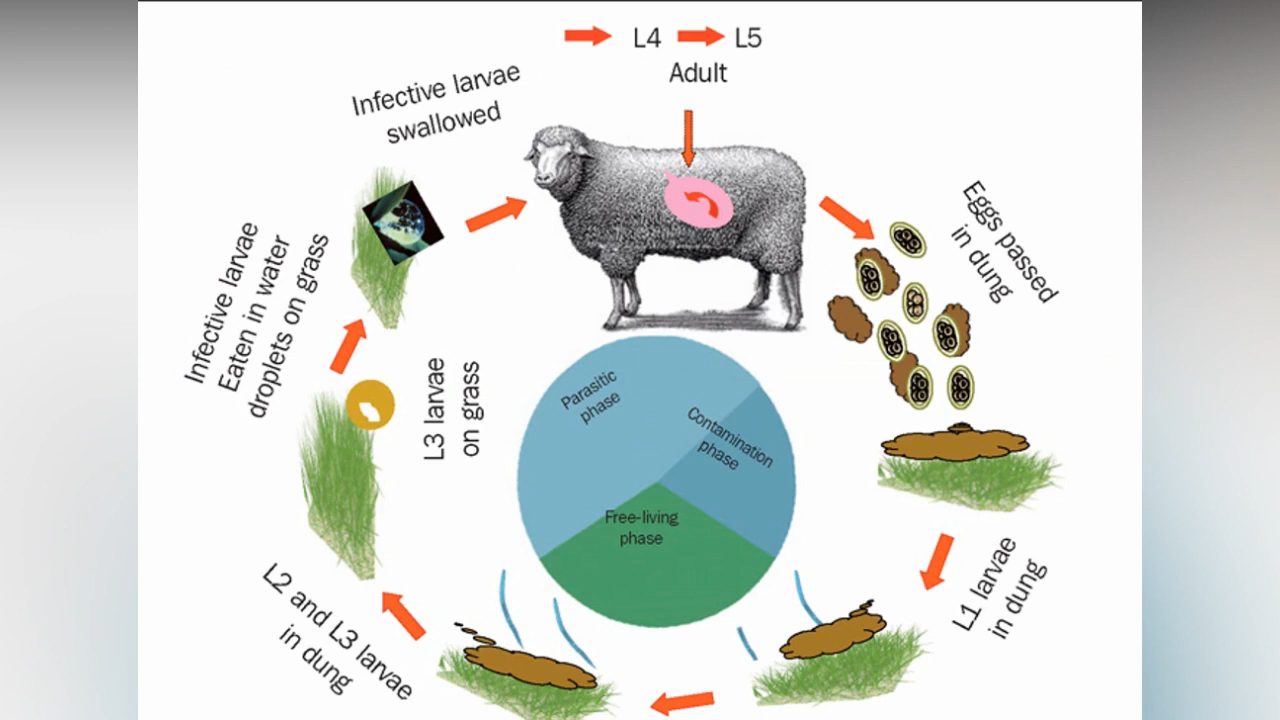 L4
L5
Adult
Infective larvae
swallowed
Eggs passed
in dung
Infective larvae
Eaten in water
droplets on grass
L3 larvae
on grass
Parasitic
phase
Contamination
phase
Free-living
phase
L1 larvae
in dung
L2 and L3 larvae
in dung